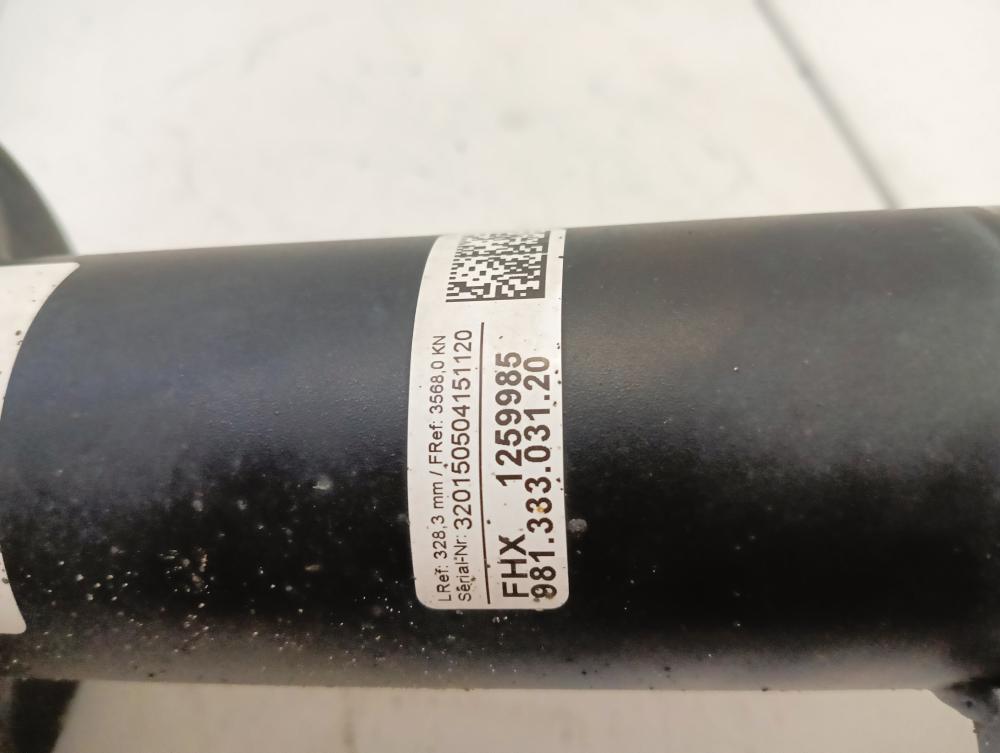 LRef: 328,3 mm / FRef: 3568,0 KN
Serial-Nr: 320150504151120
FHX 1259985
981.333.031.20